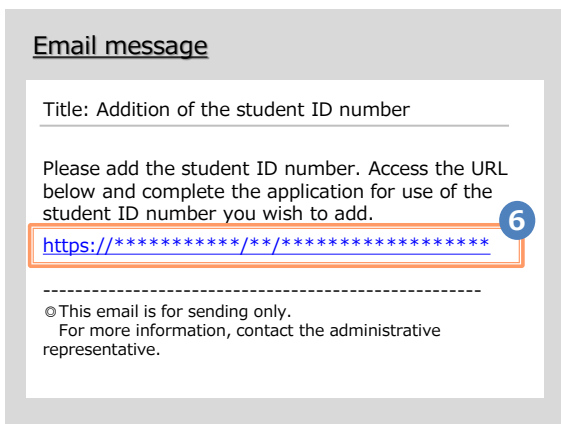 Email message
Title: Addition of the student ID number
Please add the student ID number. Access the URL
below and complete the application for use of the
student ID number you wish to add.
6
https://***********/**/******************
--------------------------------------------------------
◎This email is for sending only.
For more information, contact the administrative
representative.